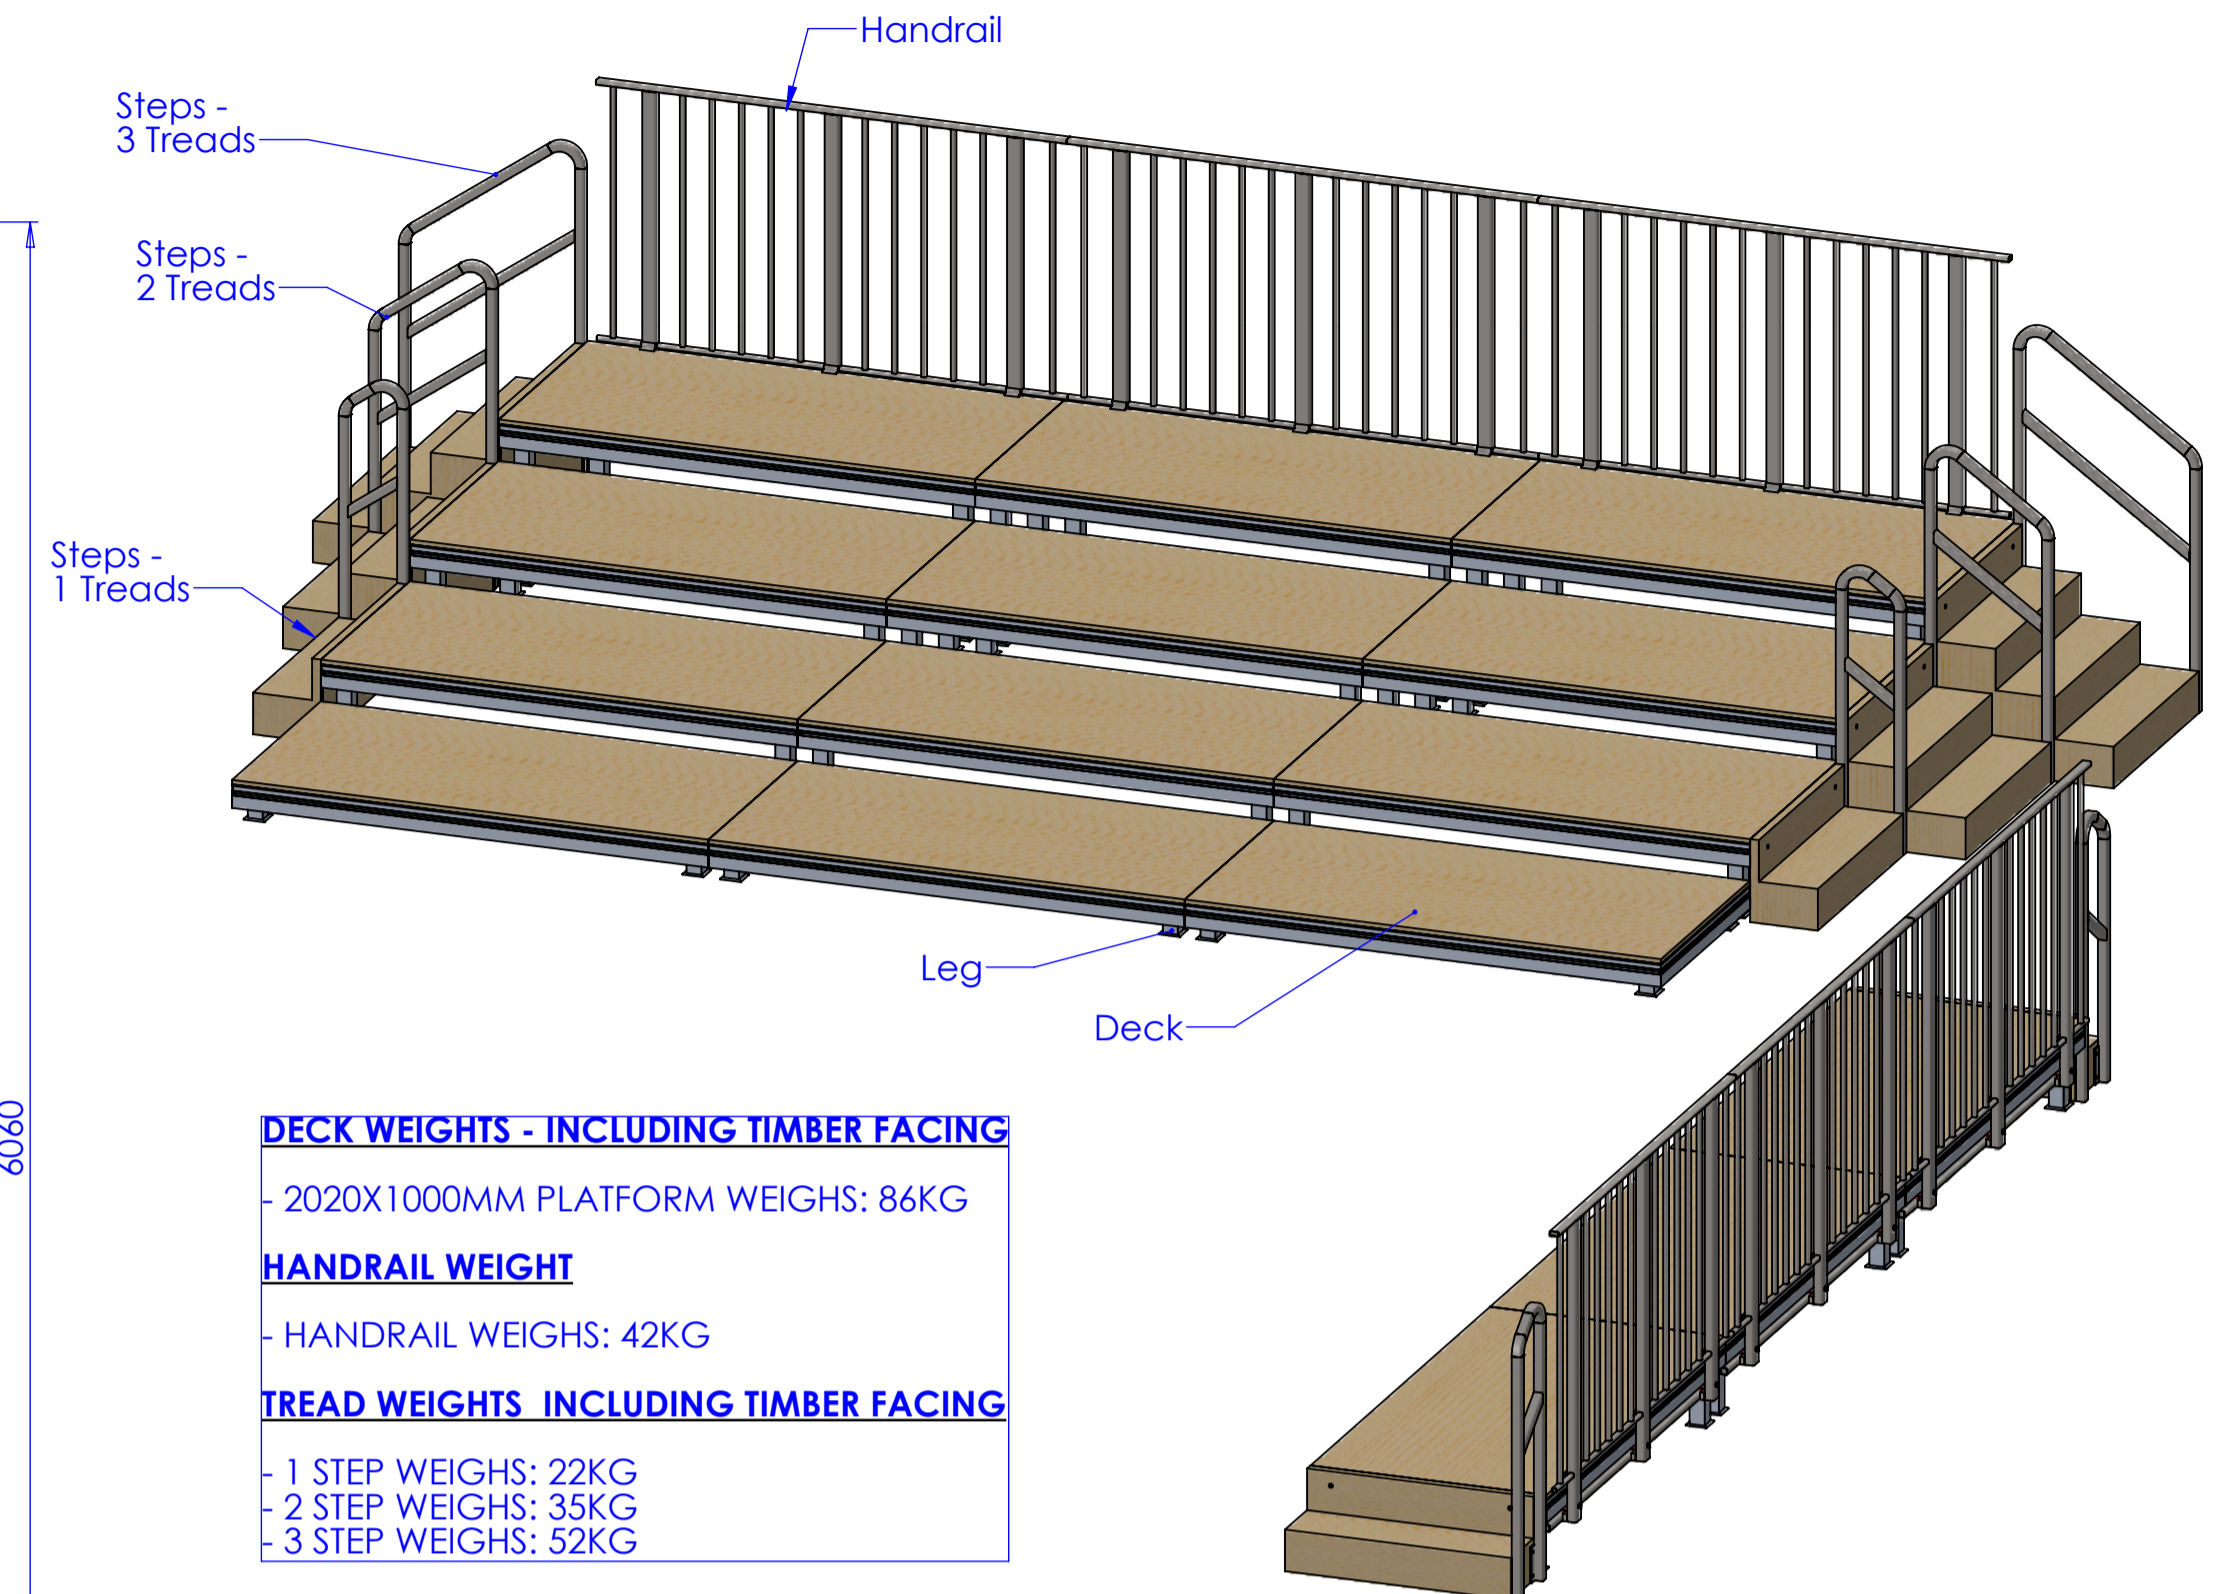 Handrail
Steps -
3 Treads
Steps -
2 Treads
Steps -
1 Treads
Leg
Deck
6060
DECK WEIGHTS - INCLUDING TIMBER FACING
- 2020X1000MM PLATFORM WEIGHS: 86KG
HANDRAIL WEIGHT
- HANDRAIL WEIGHS: 42KG
TREAD WEIGHTS  INCLUDING TIMBER FACING
- 1 STEP WEIGHS: 22KG
- 2 STEP WEIGHS: 35KG
- 3 STEP WEIGHS: 52KG